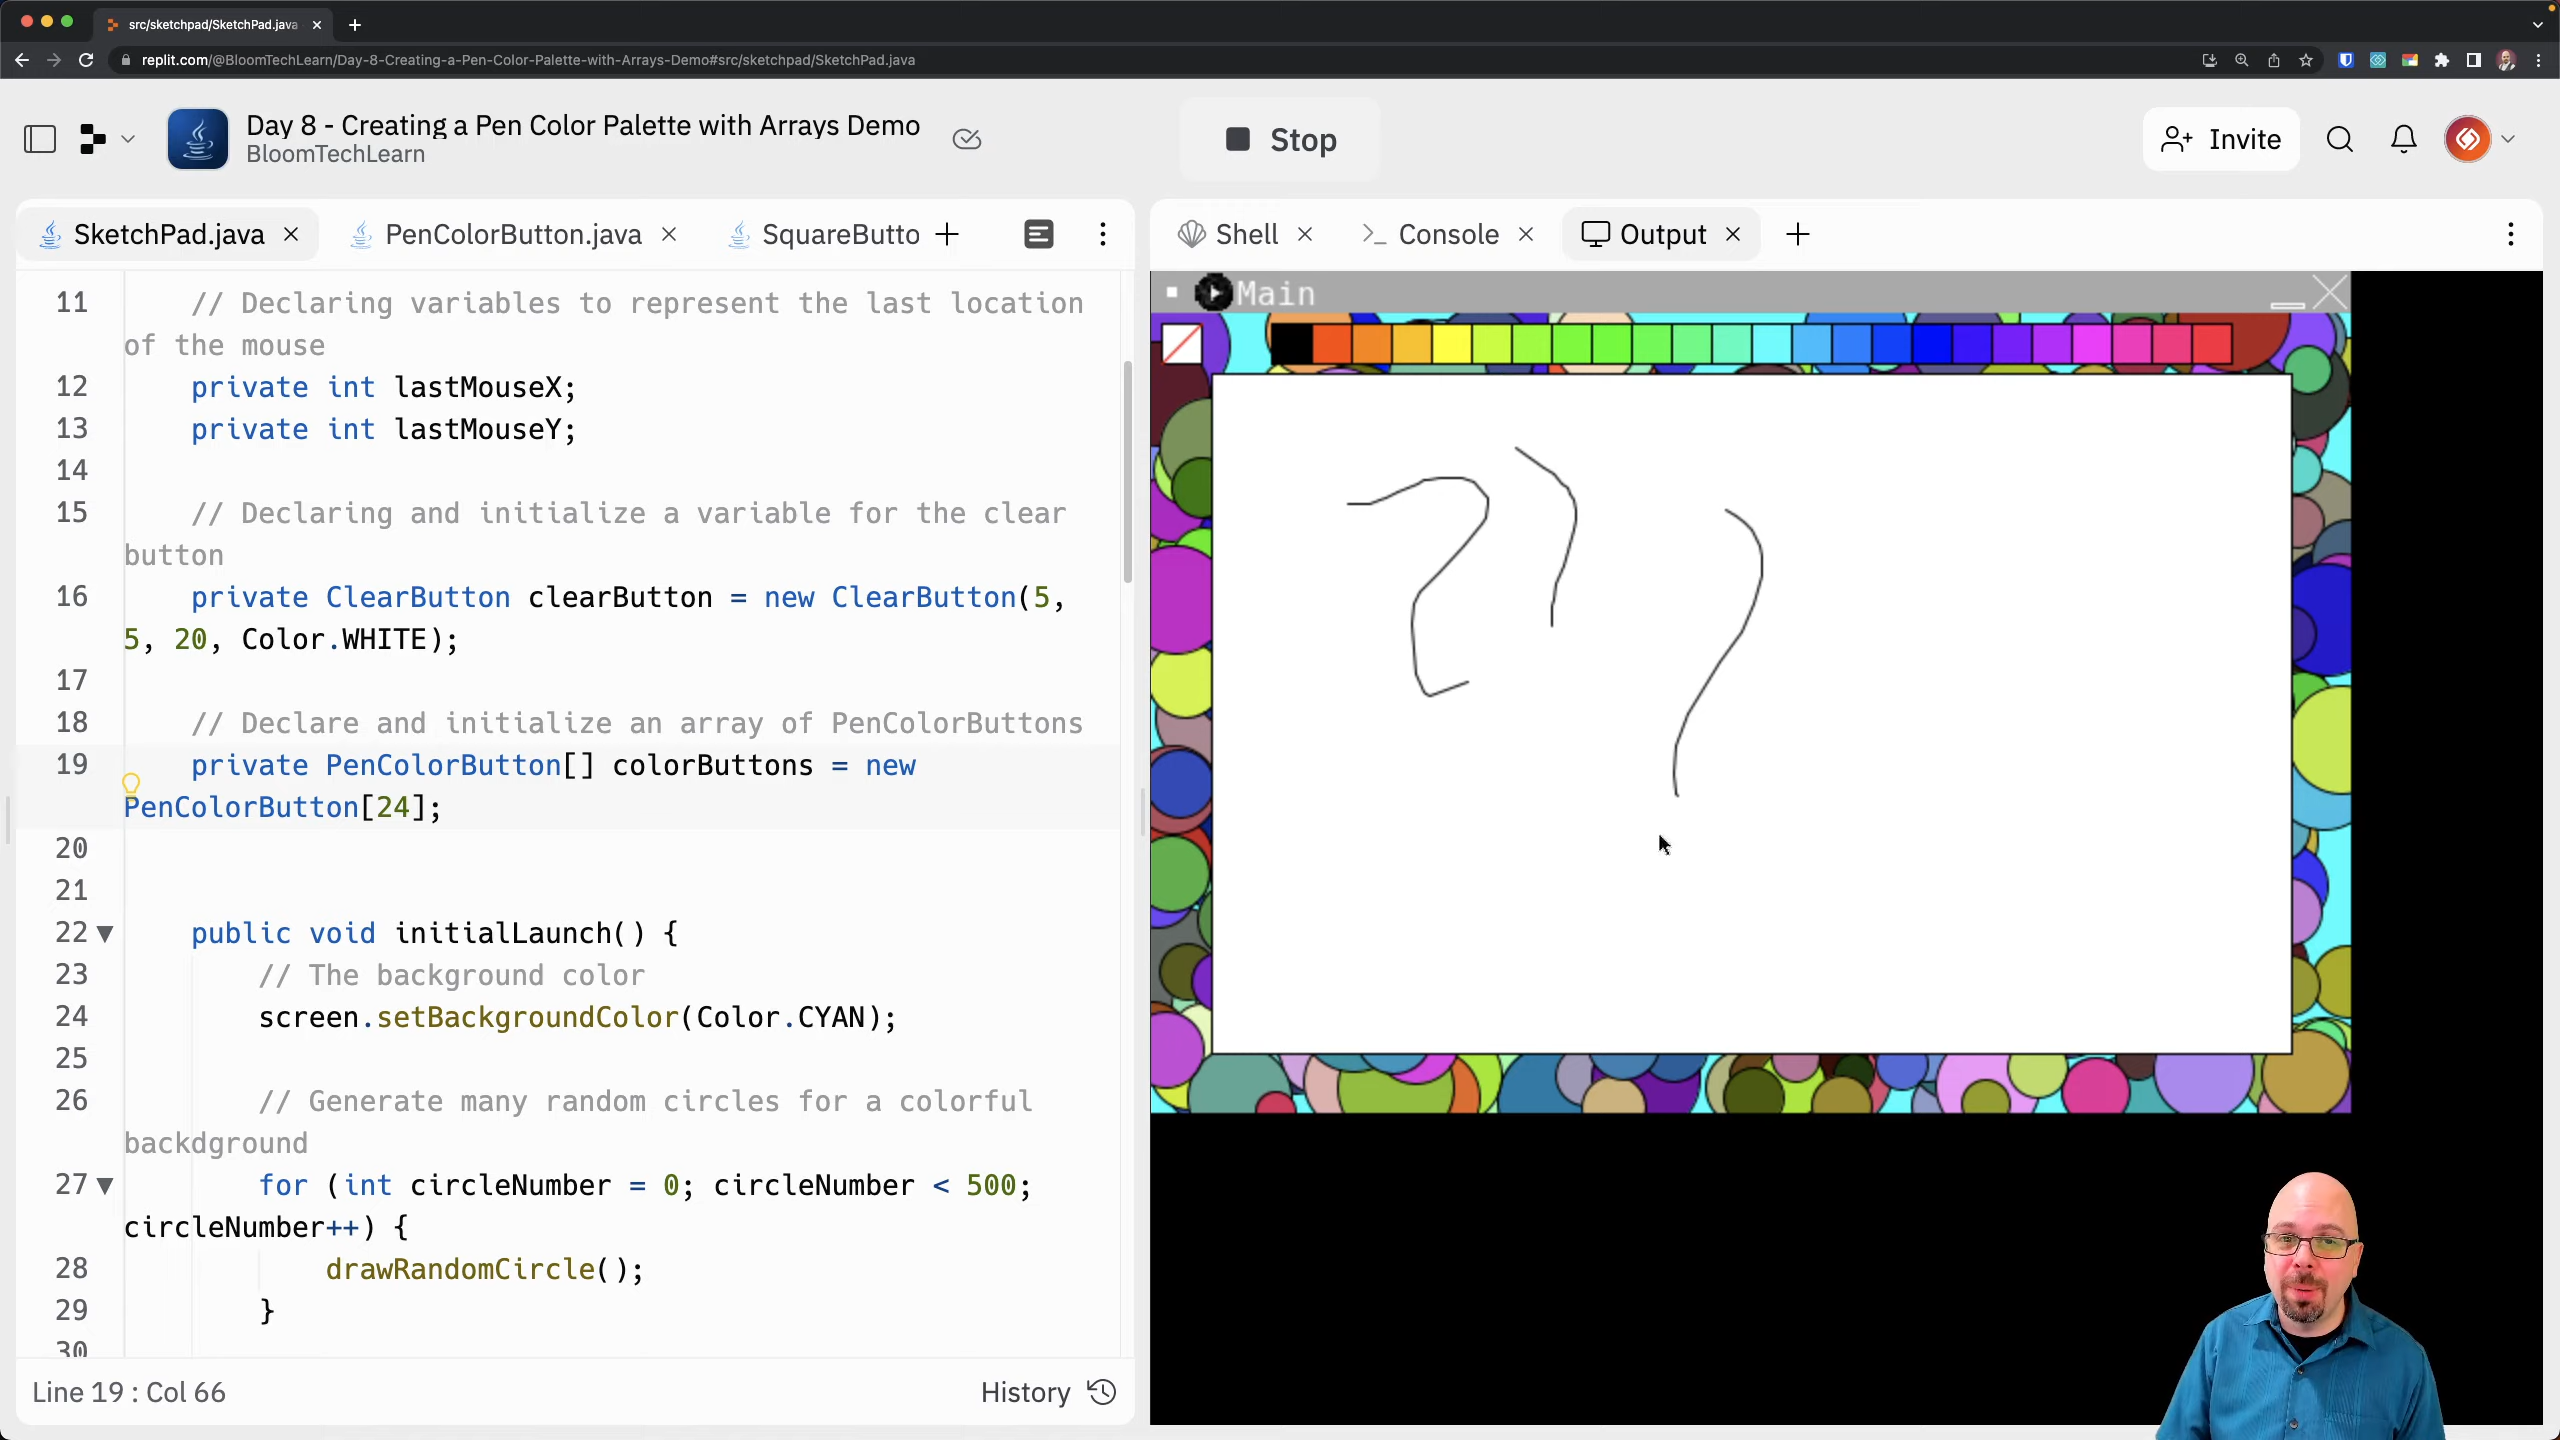 src/sketchpad/SketchPad.java
replit.com/@BloomTechLearn/Day-8-Creating-a-Pen-Color-Palette-with-Arrays-Demo#src/sketchpad/SketchPad.java
Day 8 - Creating a Pen Color Palette with Arrays Demo
BloomTechLearn
Stop
Invite
SketchPad.java
PenColorButton.java
SquareButto
11 // Declaring variables to represent the last location
of the mouse
12 private int lastMouseX;
13 private int lastMouseY;
14
15 // Declaring and initialize a variable for the clear
button
16 private ClearButton clearButton = new ClearButton(5,
5, 20, Color.WHITE);
17
18 // Declare and initialize an array of PenColorButtons
19 private PenColorButton[] colorButtons = new
PenColorButton[24];
20
21
22 public void initialLaunch() {
23 // The background color
24 screen.setBackgroundColor(Color.CYAN);
25
26 // Generate many random circles for a colorful
backdground
27 for (int circleNumber = 0; circleNumber < 500;
circleNumber++) {
28 drawRandomCircle();
29 }
30
Line 19 : Col 66
History
Shell
Console
Output
Main